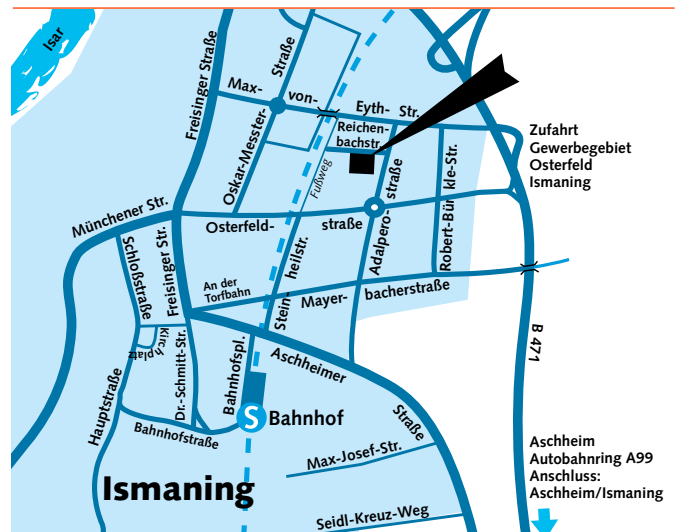 Isar
Freisinger Straße
Straße
Oskar-Messter-
Max-
von-
Eyth-
Str.
Reichen-
bachstr.
Fußweg
Zufahrt
Gewerbegebiet
Osterfeld
Ismaning
Münchener Str.
Schloßstraße
Freisinger Str.
Osterfeld-
straße
Adalpero-
straße
Robert-Bürkle-Str.
Stein-
heilstr.
An der
Torfbahn
Mayer-
bacherstraße
Kirchplatz
Dr.-Schmitt-Str.
Hauptstraße
Bahnhofstraße
Bahnhofspl.
Aschheimer
Straße
B 471
S Bahnhof
Max-Josef-Str.
Ismaning
Seidl-Kreuz-Weg
Aschheim
Autobahnring A99
Anschluss:
Aschheim/Ismaning